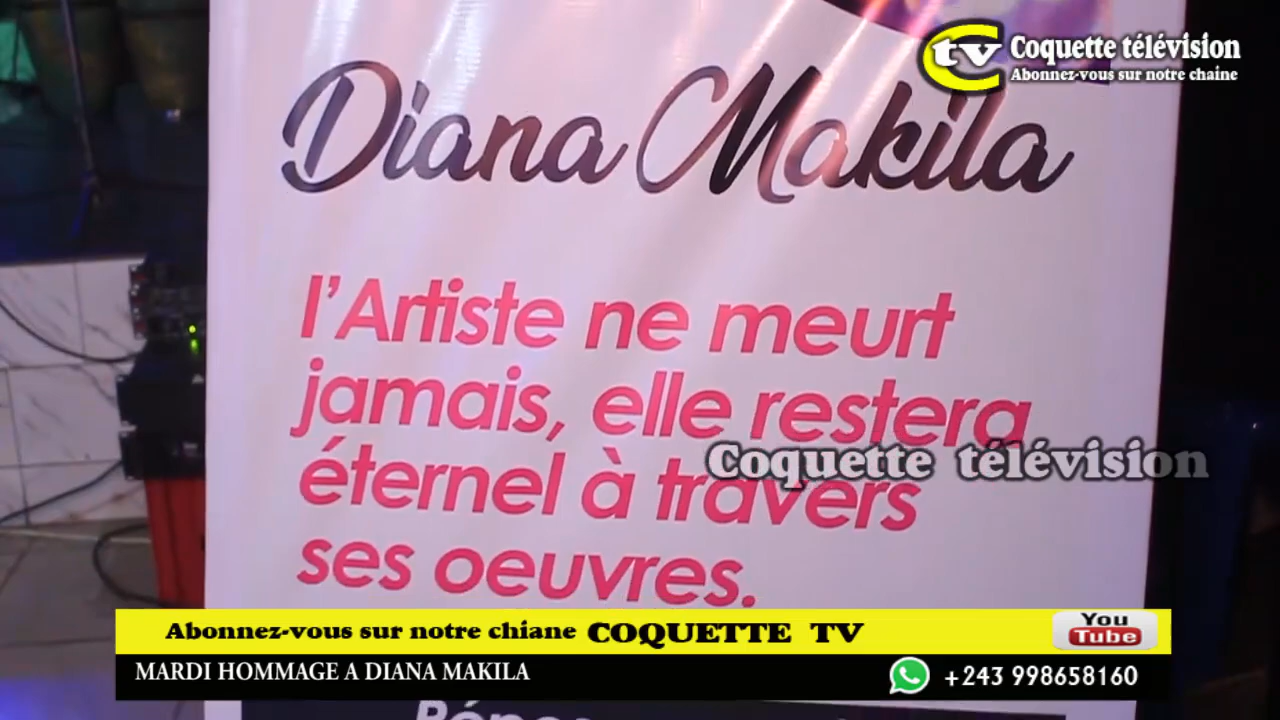 tv Coquette télévision
Abonnez-vous sur notre chaine
Diana Makila
l'Artiste ne meurt
jamais, elle restera
éternel à travers
ses oeuvres.
Coquette télévision
Abonnez-vous sur notre chiane COQUETTE TV
You
Tube
MARDI HOMMAGE A DIANA MAKILA
+243 998658160